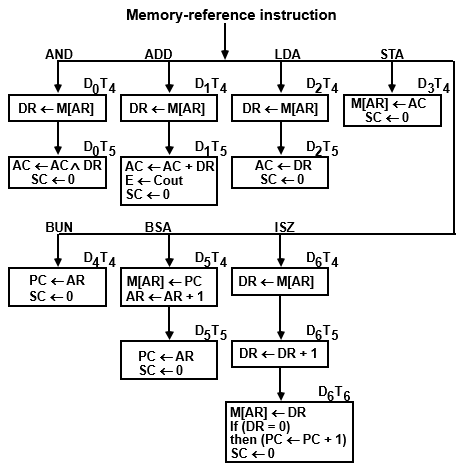 Memory-reference instruction
AND ADD LDA STA
D0T4 D1T4 D2T4 D3T4
DR ← M[AR] DR ← M[AR] DR ← M[AR] M[AR] ← AC
SC ← 0
D0T5 D1T5 D2T5
AC ← AC ∧ DR
SC ← 0
AC ← AC + DR
E ← Cout
SC ← 0
AC ← DR
SC ← 0
BUN BSA ISZ
D4T4 D5T4 D6T4
PC ← AR
SC ← 0
M[AR] ← PC
AR ← AR + 1
DR ← M[AR]
D5T5 D6T5
PC ← AR
SC ← 0
DR ← DR + 1
D6T6
M[AR] ← DR
If (DR = 0)
then (PC ← PC + 1)
SC ← 0